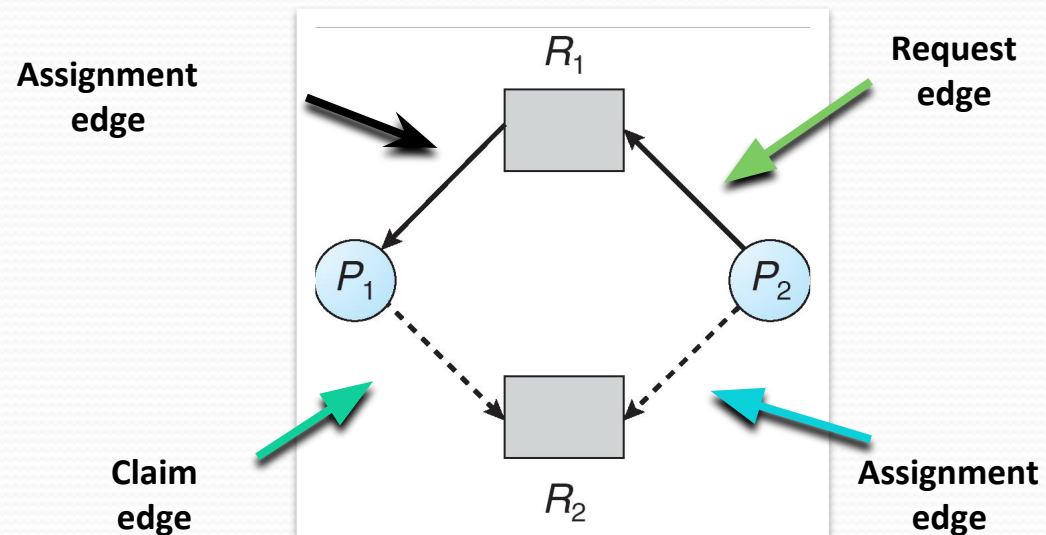 Assignment
edge
R₁
Request
edge
P₁
P₂
Claim
edge
R₂
Assignment
edge